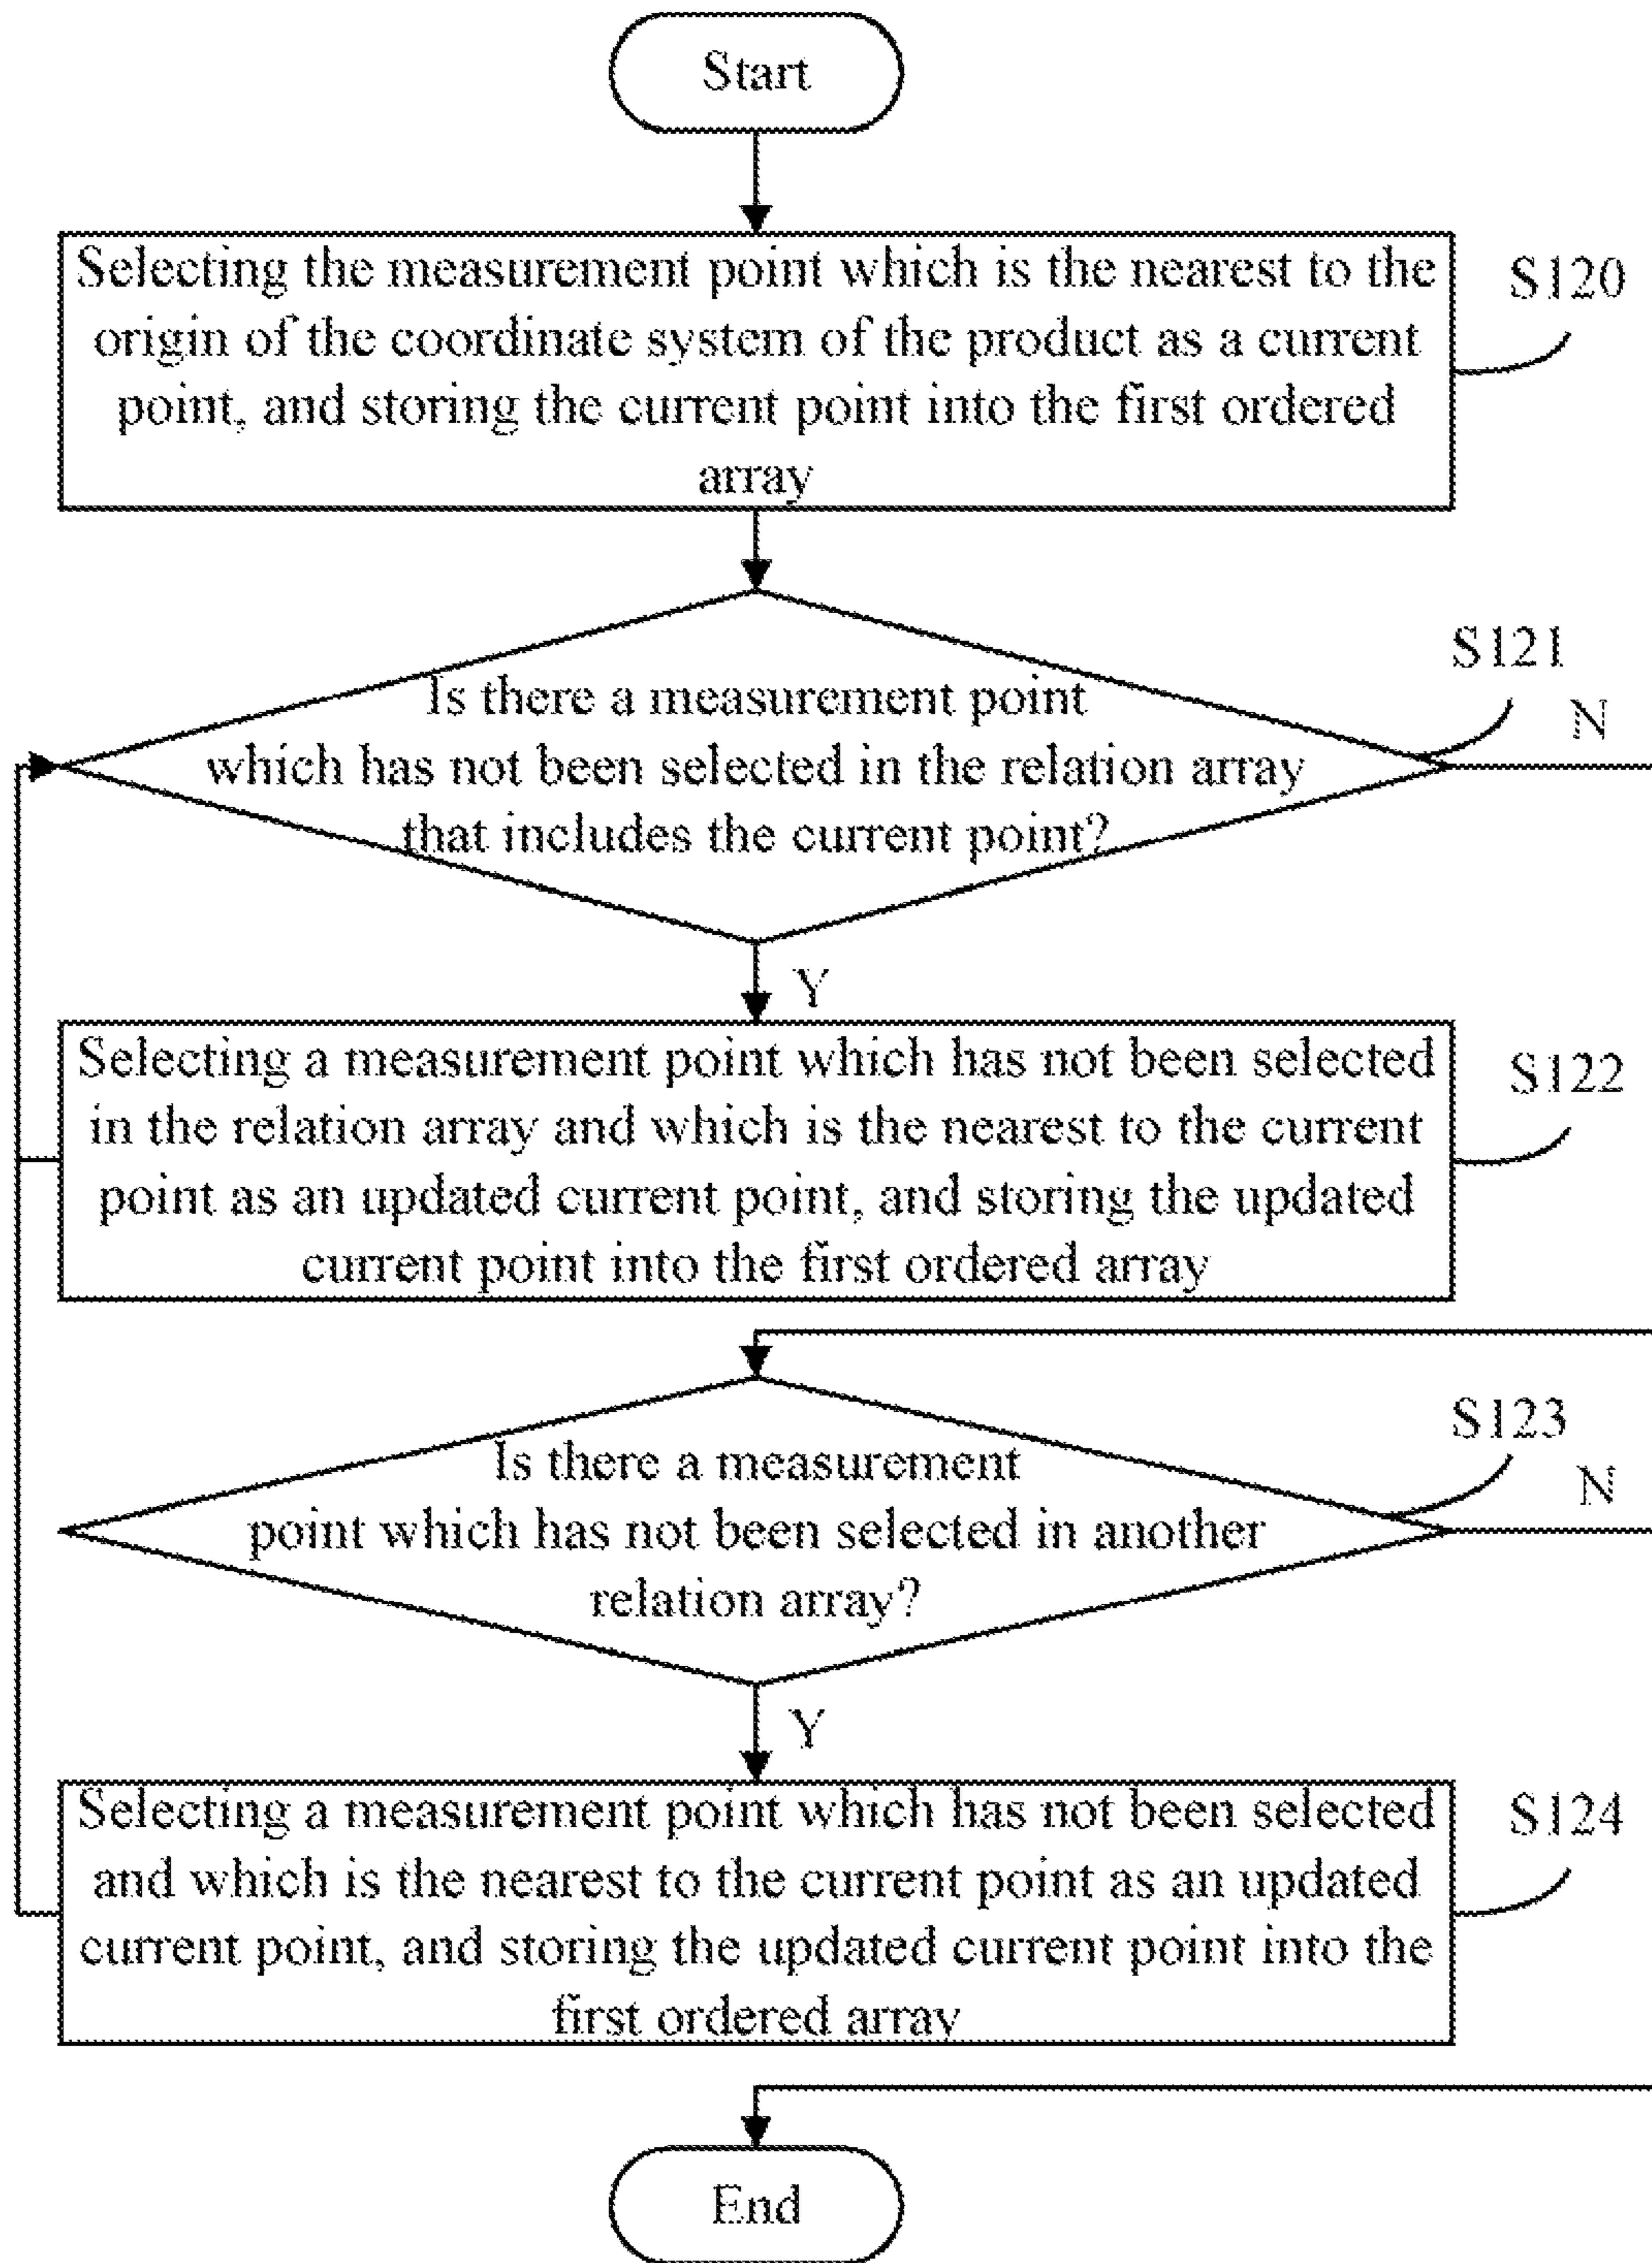 Start
Selecting the measurement point which is the nearest to the
origin of the coordinate system of the product as a current
point, and storing the current point into the first ordered
array
S120
Is there a measurement point
which has not been selected in the relation array
that includes the current point?
S121
N
Y
Selecting a measurement point which has not been selected
in the relation array and which is the nearest to the current
point as an updated current point, and storing the updated
current point into the first ordered array
S122
Is there a measurement
point which has not been selected in another
relation array?
S123
N
Y
Selecting a measurement point which has not been selected
and which is the nearest to the current point as an updated
current point, and storing the updated current point into the
first ordered array
S124
End